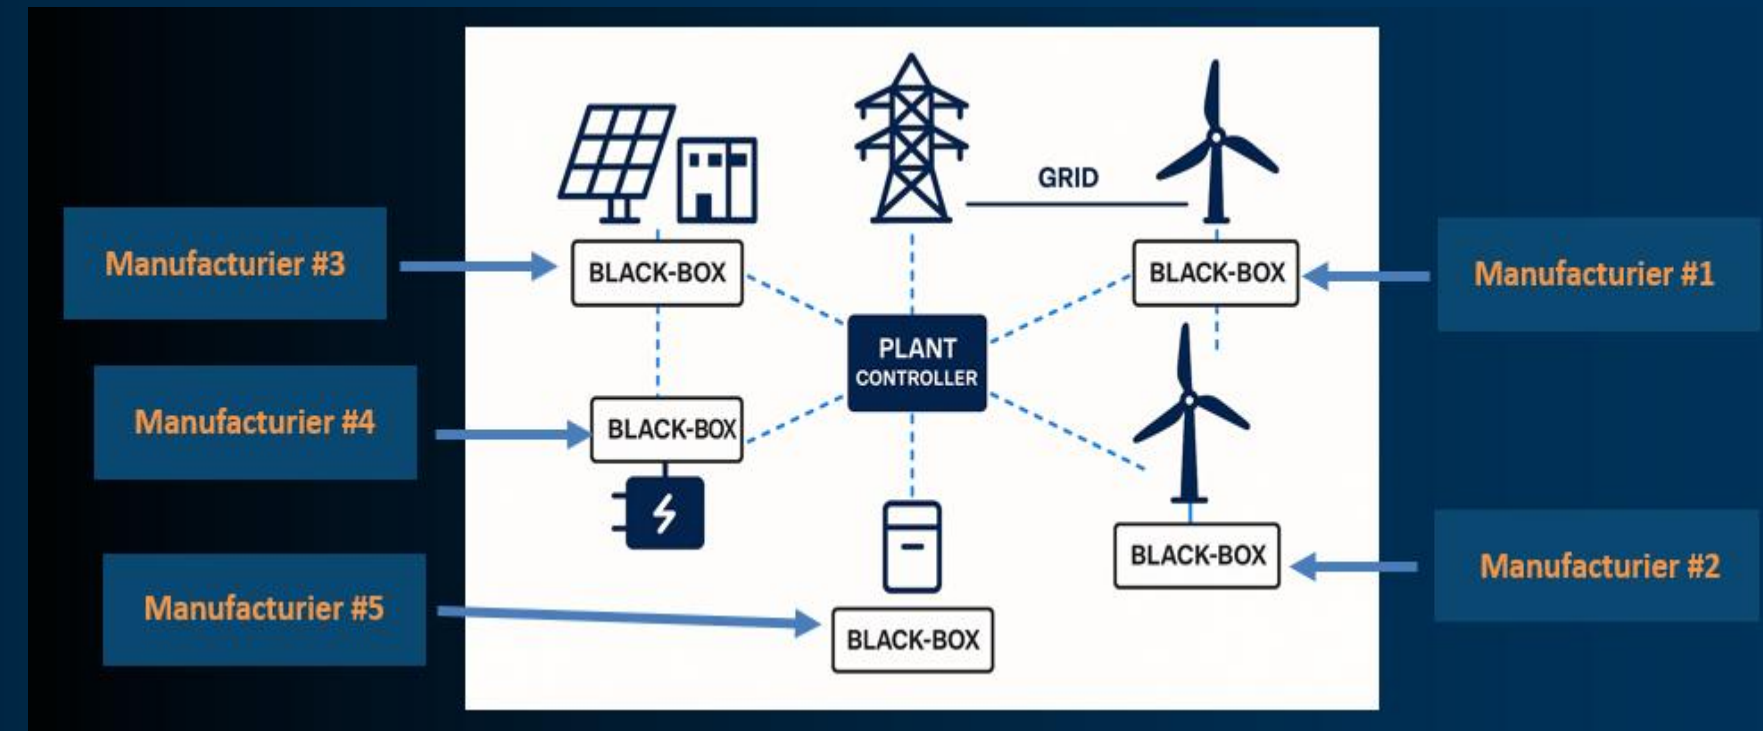 GRID
Manufacturier #3
BLACK-BOX
BLACK-BOX
Manufacturier #1
PLANT
CONTROLLER
Manufacturier #4
BLACK-BOX
BLACK-BOX
Manufacturier #2
Manufacturier #5
BLACK-BOX